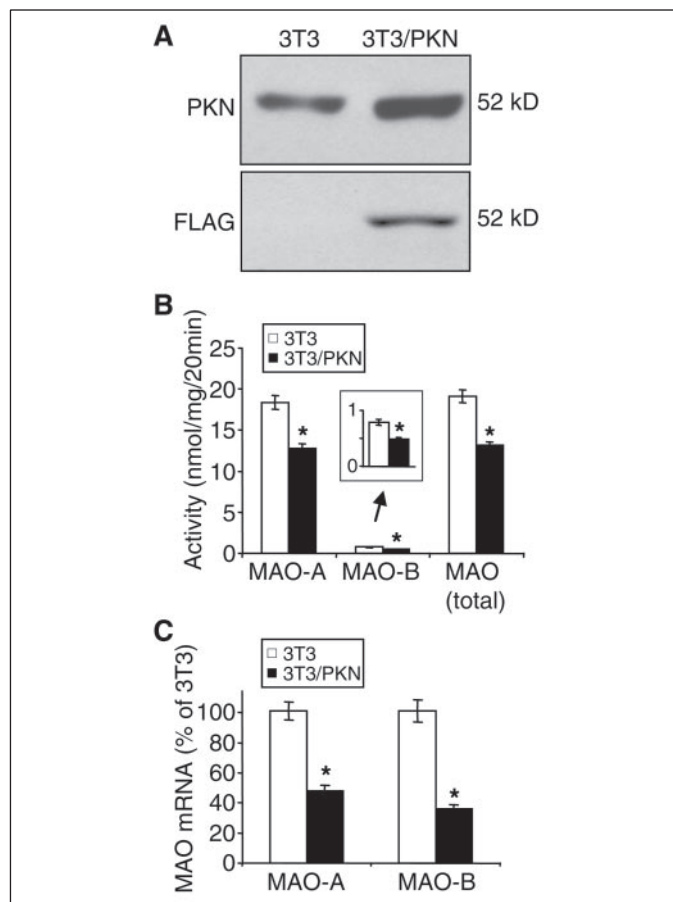 A
3T3 3T3/PKN
PKN 52 kD
FLAG 52 kD
B
3T3
3T3/PKN
Activity (nmol/mg/20min)
25
20
15
10
5
0
1
0
*
*
*
*
MAO-A MAO-B MAO
(total)
C
3T3
3T3/PKN
MAO mRNA (% of 3T3)
100
80
60
40
20
0
*
*
MAO-A MAO-B